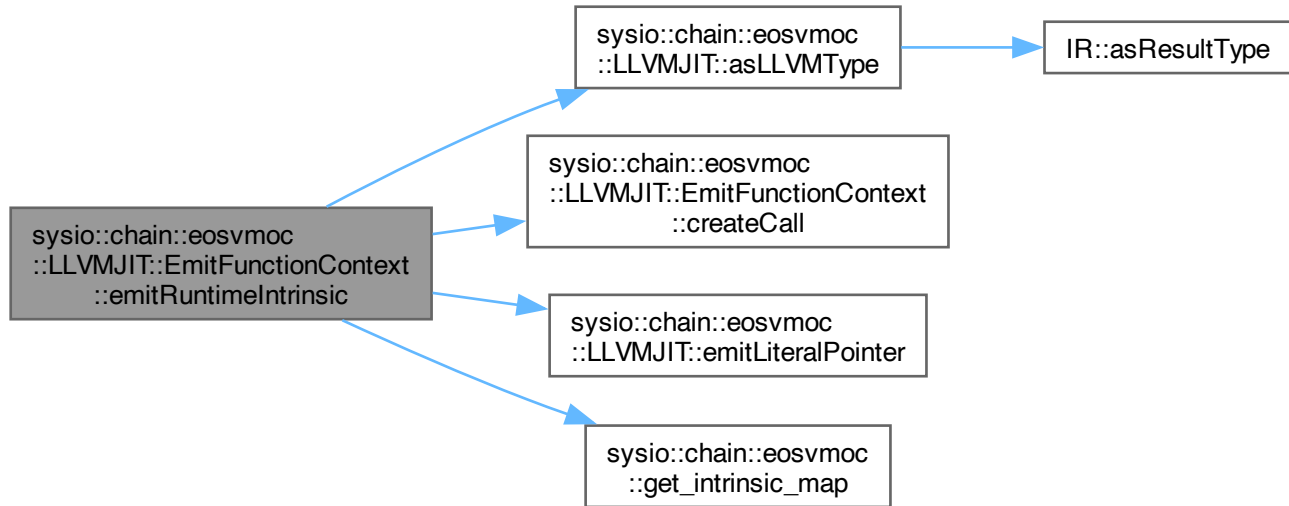 sysio::chain::eosvmoc
::LLVMJIT::EmitFunctionContext
::emitRuntimeIntrinsic
sysio::chain::eosvmoc
::LLVMJIT::asLLVMType
IR::asResultType
sysio::chain::eosvmoc
::LLVMJIT::EmitFunctionContext
::createCall
sysio::chain::eosvmoc
::LLVMJIT::emitLiteralPointer
sysio::chain::eosvmoc
::get_intrinsic_map